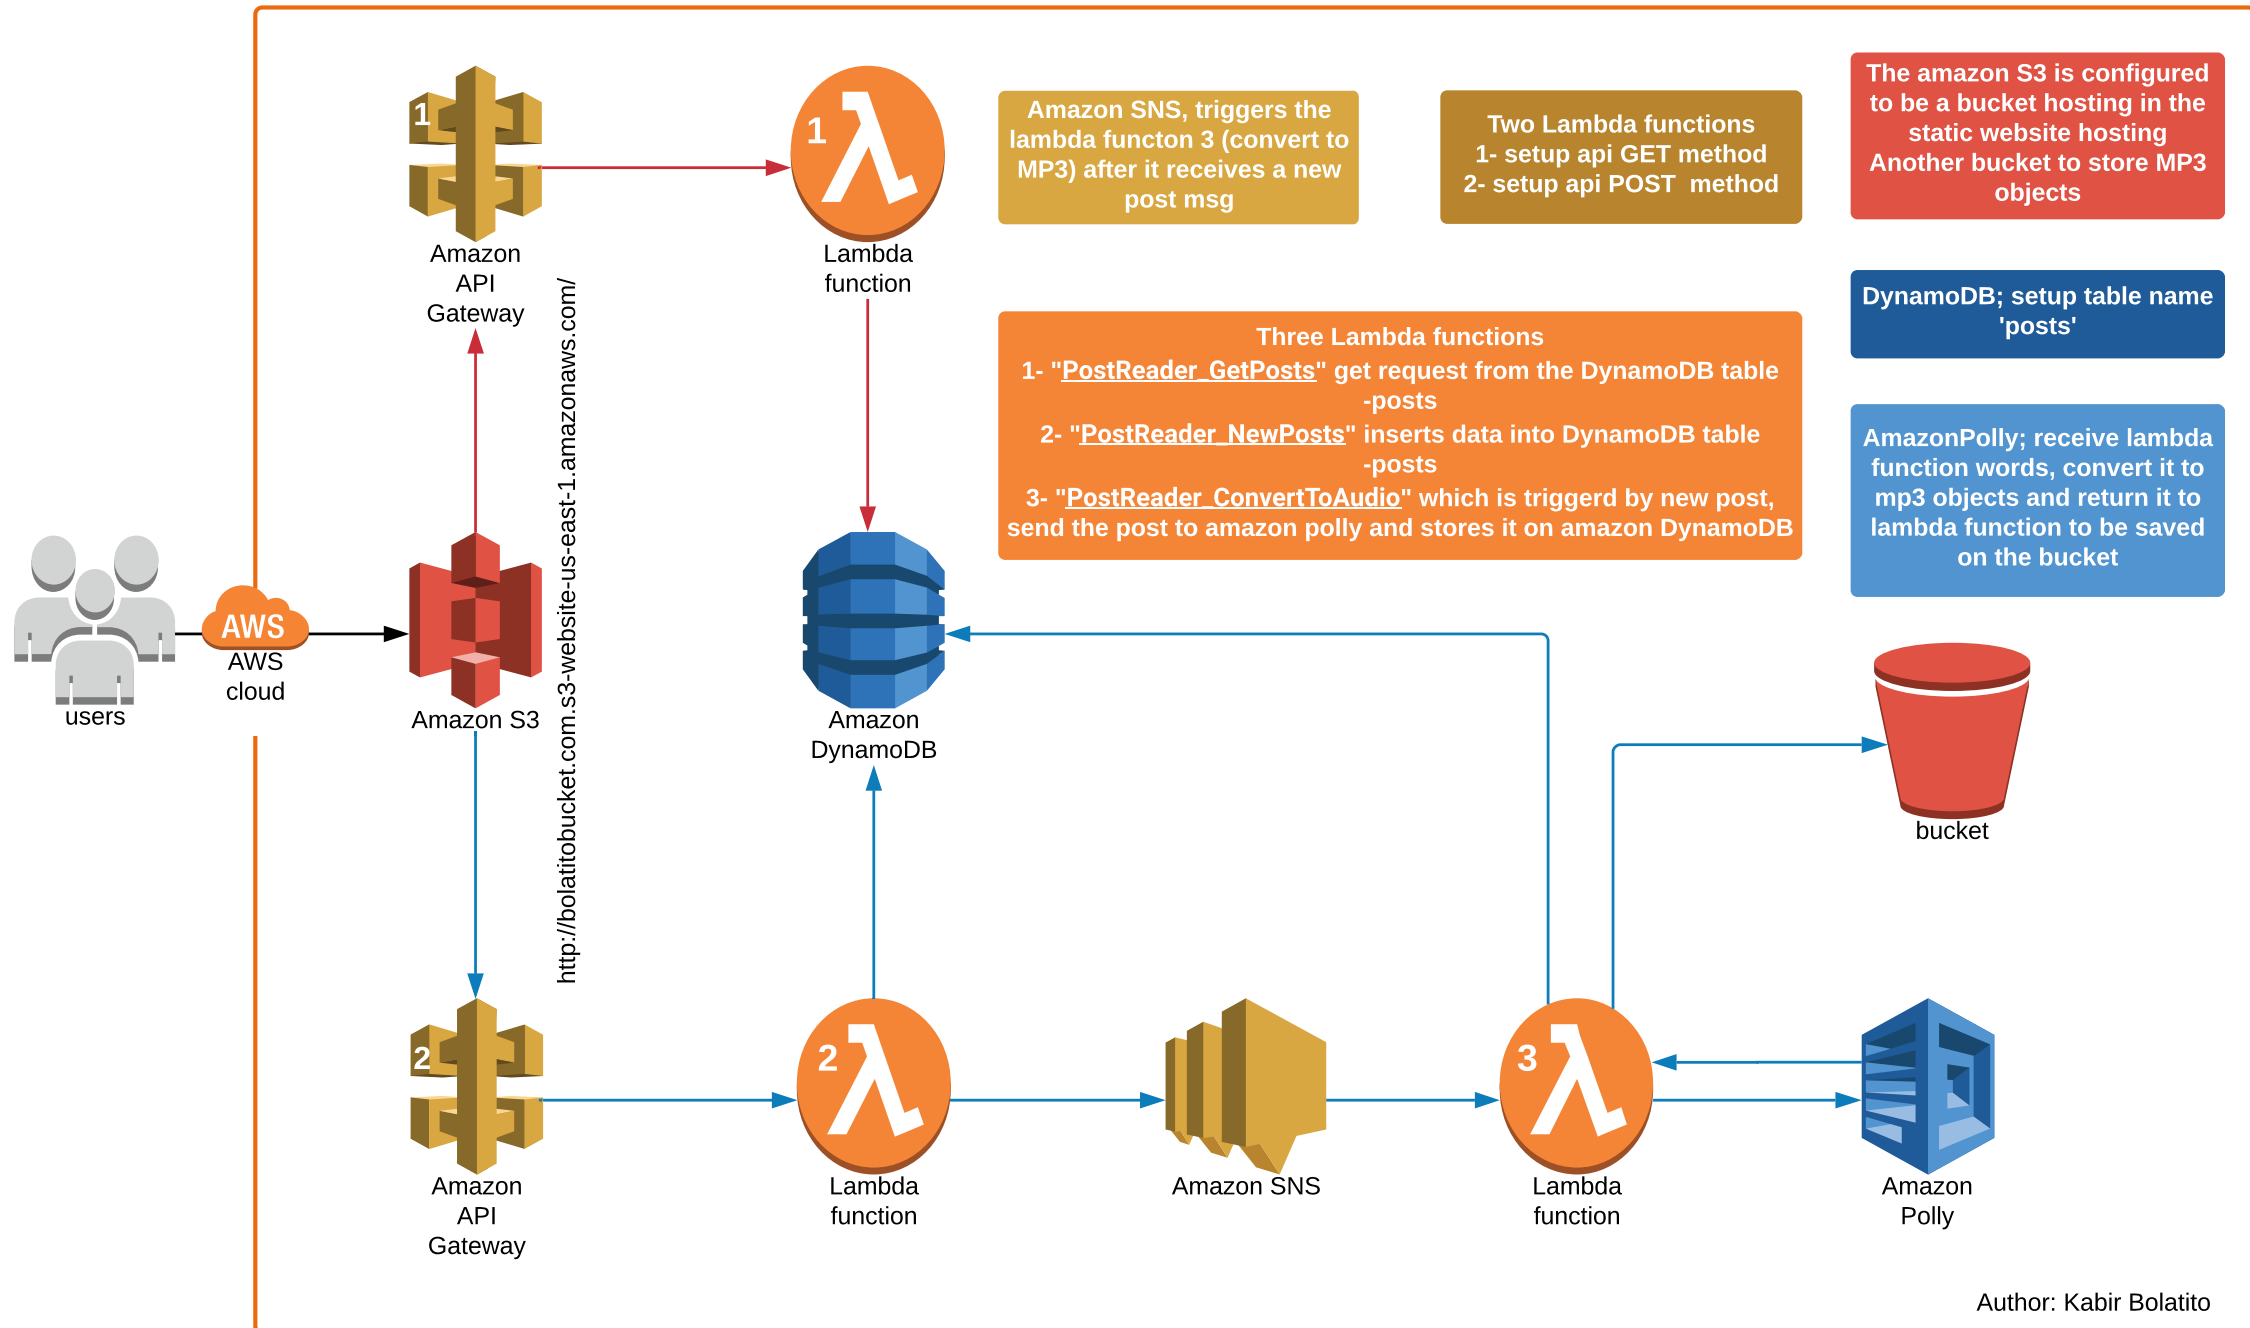 1
Amazon
API
Gateway
1
Lambda
function
Amazon SNS, triggers the
lambda functon 3 (convert to
MP3) after it receives a new
post msg
Two Lambda functions
1- setup api GET method
2- setup api POST  method
The amazon S3 is configured
to be a bucket hosting in the
static website hosting
Another bucket to store MP3
objects
DynamoDB; setup table name
'posts'
Three Lambda functions
1- "PostReader_GetPosts" get request from the DynamoDB table
-posts
2- "PostReader_NewPosts" inserts data into DynamoDB table
-posts
3- "PostReader_ConvertToAudio" which is triggerd by new post,
send the post to amazon polly and stores it on amazon DynamoDB
AmazonPolly; receive lambda
function words, convert it to
mp3 objects and return it to
lambda function to be saved
on the bucket
http://bolatitobucket.com.s3-website-us-east-1.amazonaws.com/
users
AWS
AWS
cloud
Amazon S3
Amazon
DynamoDB
bucket
2
Amazon
API
Gateway
2
Lambda
function
Amazon SNS
3
Lambda
function
Amazon
Polly
Author: Kabir Bolatito